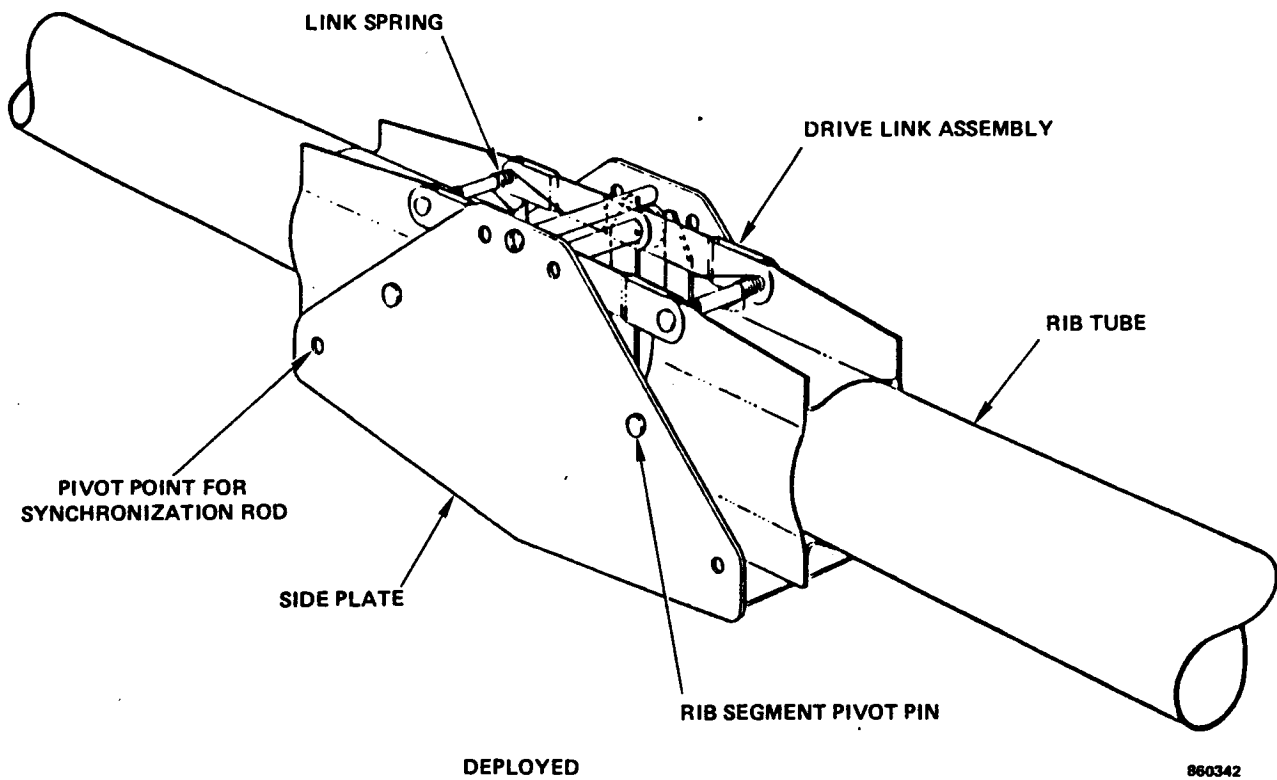 LINK SPRING
DRIVE LINK ASSEMBLY
RIB TUBE
PIVOT POINT FOR
SYNCHRONIZATION ROD
SIDE PLATE
RIB SEGMENT PIVOT PIN
DEPLOYED
860342